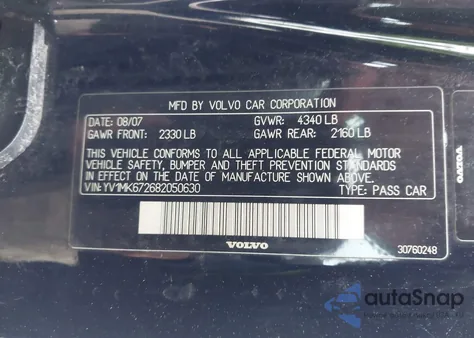 MFD BY VOLVO CAR CORPORATION
DATE: 08/07 GVWR: 4340 LB
GAWR FRONT: 2330 LB GAWR REAR: 2160 LB
THIS VEHICLE CONFORMS TO ALL APPLICABLE FEDERAL MOTOR
VEHICLE SAFETY, BUMPER AND THEFT PREVENTION STANDARDS
IN EFFECT ON THE DATE OF MANUFACTURE SHOWN ABOVE.
VIN: YV1MK672682050630 TYPE: PASS CAR
VOLVO 30760248
VOLVO
autoSnap